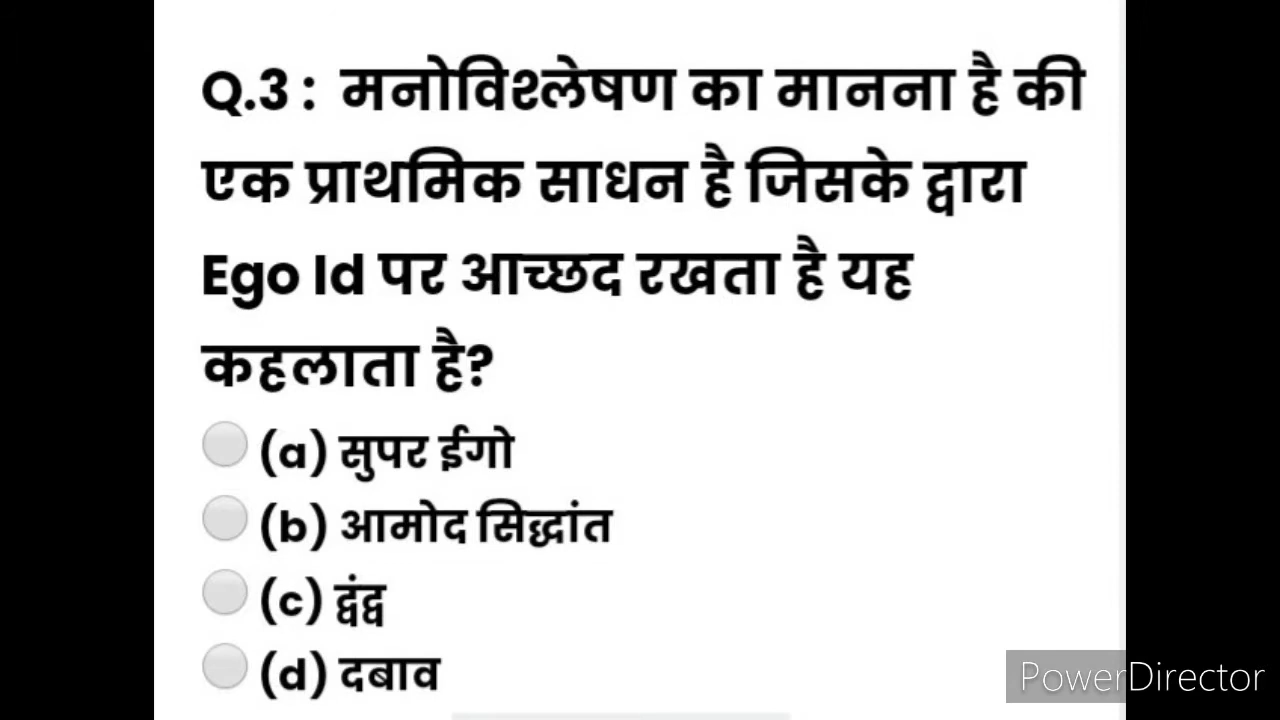 Q.3 : मनोविश्लेषण का मानना है की
एक प्राथमिक साधन है जिसके द्वारा
Ego Id पर आच्छद रखता है यह
कहलाता है?
(a) सुपर ईगो
(b) आमोद सिद्धांत
(c) द्वंद्व
(d) दबाव
PowerDirector